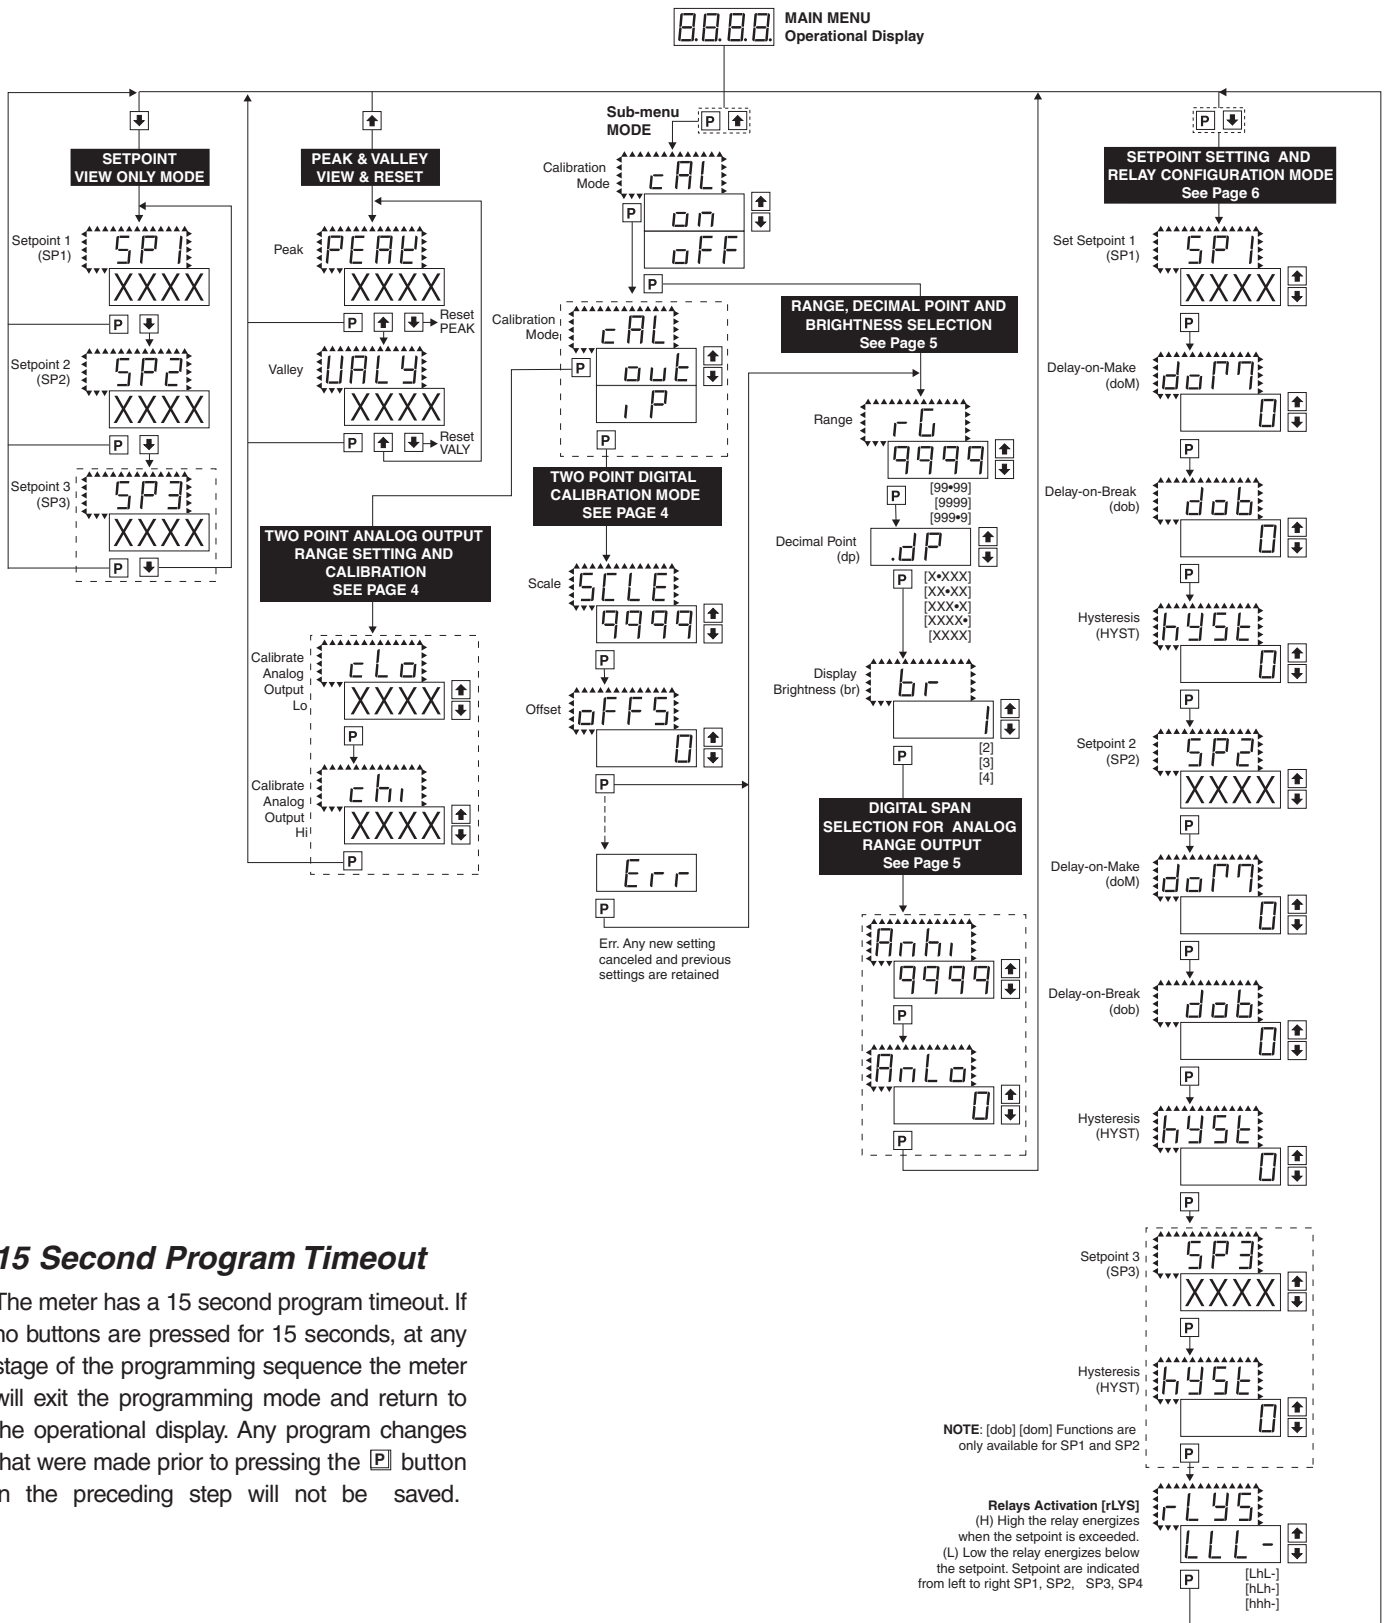 8.8.8.8.
MAIN MENU
Operational Display
SETPOINT
VIEW ONLY MODE
Setpoint 1
(SP1)
SP1
XXXX
P
Setpoint 2
(SP2)
SP2
XXXX
P
Setpoint 3
(SP3)
SP3
XXXX
P
PEAK & VALLEY
VIEW & RESET
Peak
PEAK
XXXX
P
Reset
PEAK
Valley
VALY
XXXX
P
Reset
VALY
Sub-menu
MODE
P
Calibration
Mode
cAL
on
oFF
P
P
Calibration
Mode
cAL
out
iP
P
P
TWO POINT ANALOG OUTPUT
RANGE SETTING AND
CALIBRATION
SEE PAGE 4
Calibrate
Analog
Output
Lo
cLo
XXXX
P
Calibrate
Analog
Output
Hi
chi
XXXX
P
TWO POINT DIGITAL
CALIBRATION MODE
SEE PAGE 4
Scale
SCLE
9999
P
Offset
oFFS
0
P
Err
P
Err. Any new setting
canceled and previous
settings are retained
RANGE, DECIMAL POINT AND
BRIGHTNESS SELECTION
See Page 5
Range
rG
9999
P
[99•99]
[9999]
[999•9]
Decimal Point
(dp)
.dP
P
[X•XXX]
[XX•XX]
[XXX•X]
[XXXX•]
[XXXX]
Display
Brightness (br)
br
1
P
[2]
[3]
[4]
DIGITAL SPAN
SELECTION FOR ANALOG
RANGE OUTPUT
See Page 5
Anhi
9999
P
AnLo
0
P
P
SETPOINT SETTING AND
RELAY CONFIGURATION MODE
See Page 6
Set Setpoint 1
(SP1)
SP1
XXXX
P
Delay-on-Make
(doM)
doM
0
P
Delay-on-Break
(dob)
dob
0
P
Hysteresis
(HYST)
hYSt
0
P
Setpoint 2
(SP2)
SP2
XXXX
P
Delay-on-Make
(doM)
doM
0
P
Delay-on-Break
(dob)
dob
0
P
Hysteresis
(HYST)
hYSt
0
P
Setpoint 3
(SP3)
SP3
XXXX
P
Hysteresis
(HYST)
hYSt
0
NOTE: [dob] [dom] Functions are
only available for SP1 and SP2
P
Relays Activation [rLYS]
(H) High the relay energizes
when the setpoint is exceeded.
(L) Low the relay energizes below
the setpoint. Setpoint are indicated
from left to right SP1, SP2, SP3, SP4
rLYS
LLL-
P
[LhL-]
[hLh-]
[hhh-]
15 Second Program Timeout
The meter has a 15 second program timeout. If
no buttons are pressed for 15 seconds, at any
stage of the programming sequence the meter
will exit the programming mode and return to
the operational display. Any program changes
that were made prior to pressing the P button
in the preceding step will not be saved.